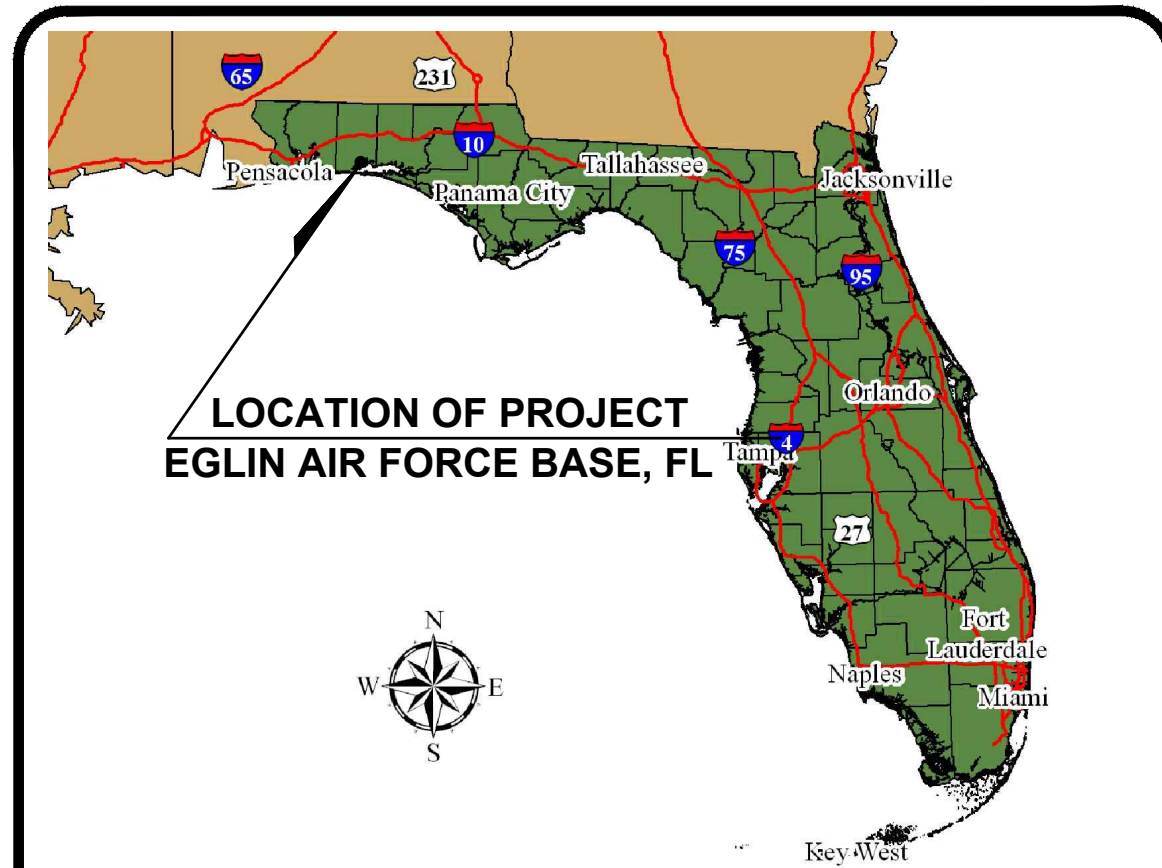 65
231
10
Pensacola
Tallahassee
Panama City
Jacksonville
75
95
Orlando
LOCATION OF PROJECT
4
Tampa
EGLIN AIR FORCE BASE, FL
27
N
W
E
S
Fort
Lauderdale
Naples
Miami
Key West